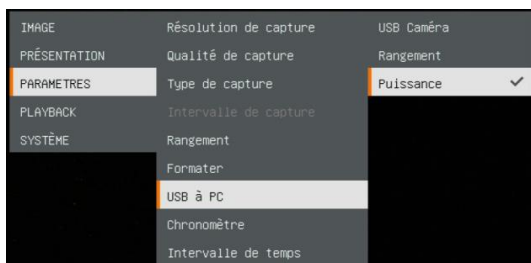 IMAGE
PRÉSENTATION
PARAMETRES
PLAYBACK
SYSTÈME
Résolution de capture
Qualité de capture
Type de capture
Intervalle de capture
Rangement
Formater
USB à PC
Chronomètre
Intervalle de temps
USB Caméra
Rangement
Puissance